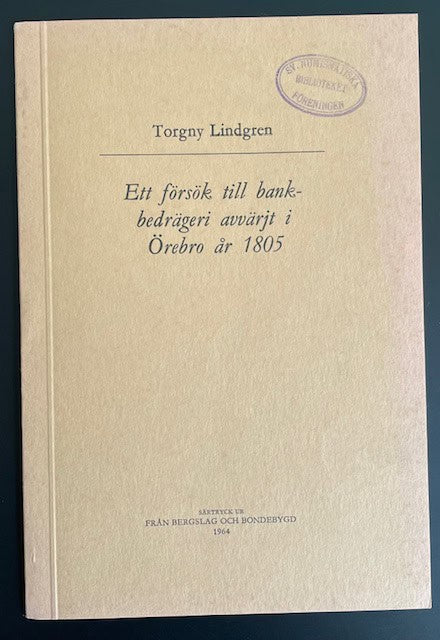 SV. NUMISMATISKA
BIBLIOTEKET
FÖRENINGEN
Torgny Lindgren
Ett försök till bank-
bedrägeri avvärjt i
Örebro år 1805
SÄRTRYCK UR
FRÅN BERGSLAG OCH BONDEBYGD
1964